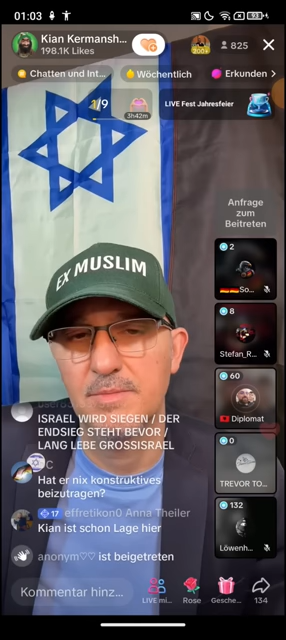 01:03
93
Kian Kermansh...
198.1K Likes
200+
825
Chatten und Int...
Wöchentlich
Erkunden
/9
3h42m
LIVE Fest Jahresfeier
Anfrage
zum
Beitreten
EX MUSLIM
2
So...
8
Stefan_R...
60
Diplomat
0
TREVOR TO...
132
Löwenh...
ISRAEL WIRD SIEGEN / DER
ENDSIEG STEHT BEVOR /
LANG LEBE GROSSISRAEL
C
Hat er nix konstruktives
beizutragen?
17 effretikon0 Anna Theiler
Kian ist schon Lage hier
anonym♡♡ ist beigetreten
Kommentar hinz...
LIVE mi...
Rose
Gesche...
134